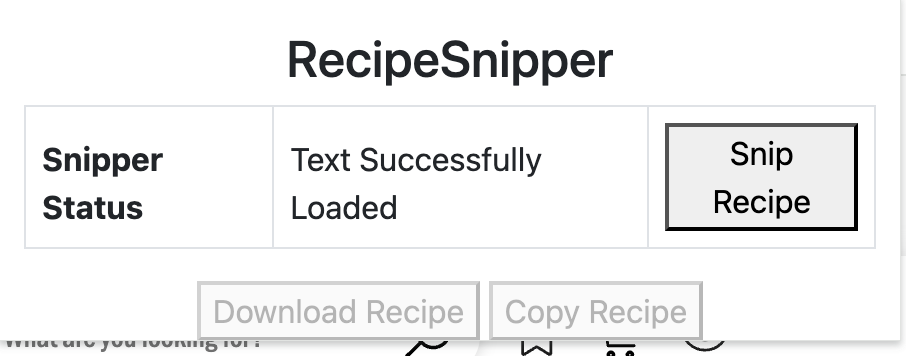 RecipeSnipper
Snipper
Status
Text Successfully
Loaded
Snip
Recipe
Download Recipe
Copy Recipe
What are you looking for?